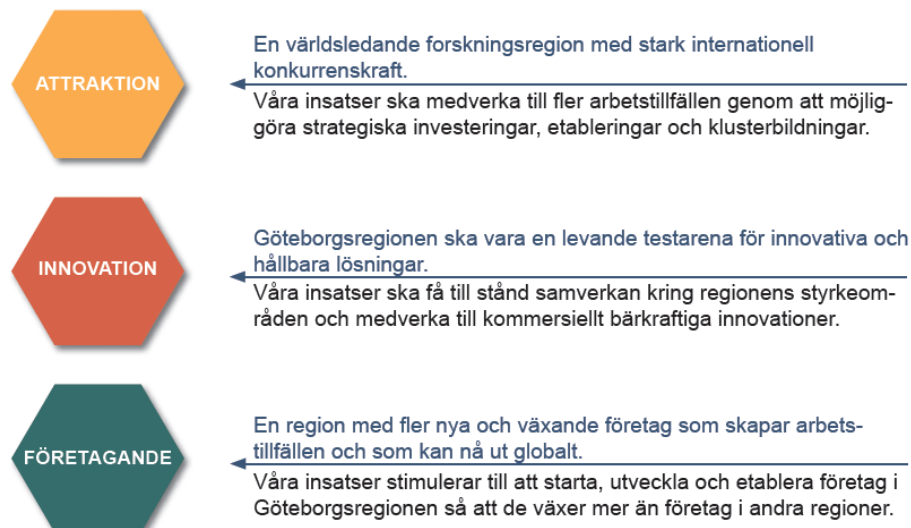 ATTRAKTION
En världsledande forskningsregion med stark internationell
konkurrenskraft.
Våra insatser ska medverka till fler arbetstillfällen genom att möjlig-
göra strategiska investeringar, etableringar och klusterbildningar.
INNOVATION
Göteborgsregionen ska vara en levande testarena för innovativa och
hållbara lösningar.
Våra insatser ska få till stånd samverkan kring regionens styrkeom-
råden och medverka till kommersiellt bärkraftiga innovationer.
FÖRETAGANDE
En region med fler nya och växande företag som skapar arbets-
tillfällen och som kan nå ut globalt.
Våra insatser stimulerar till att starta, utveckla och etablera företag i
Göteborgsregionen så att de växer mer än företag i andra regioner.